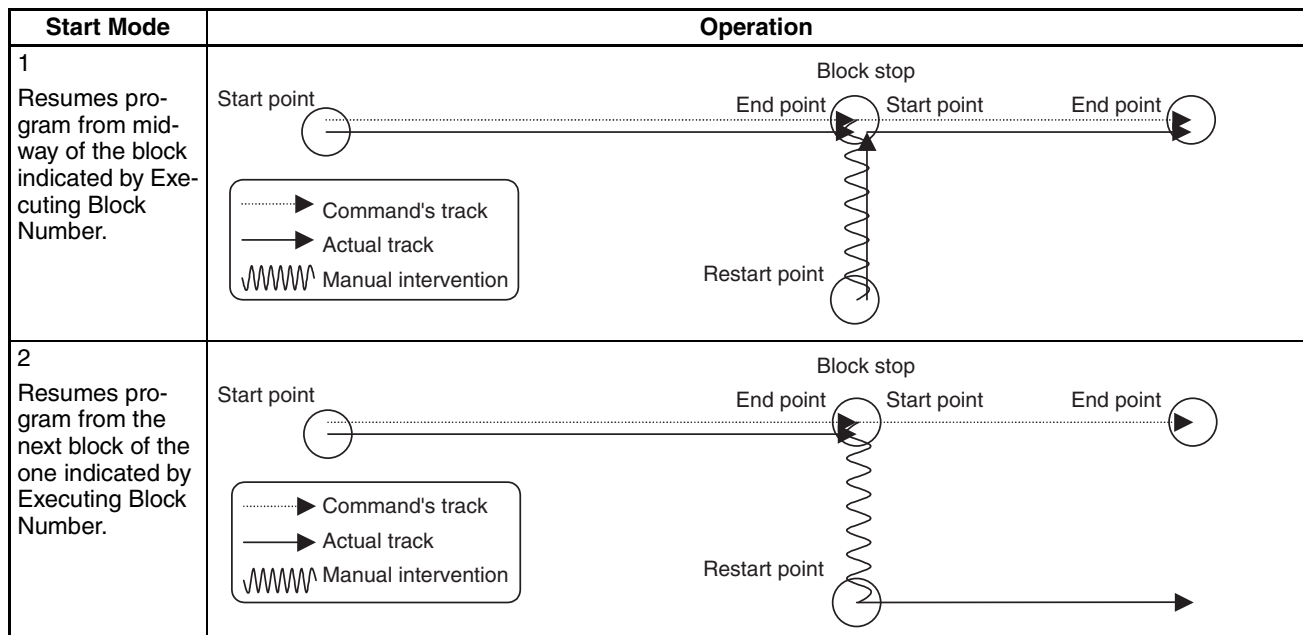 Start Mode
Operation
1
Resumes pro-
gram from mid-
way of the block
indicated by Exe-
cuting Block
Number.
Block stop
Start point
End point
Start point
End point
Command's track
Actual track
Manual intervention
Restart point
2
Resumes pro-
gram from the
next block of the
one indicated by
Executing Block
Number.
Block stop
Start point
End point
Start point
End point
Command's track
Actual track
Manual intervention
Restart point